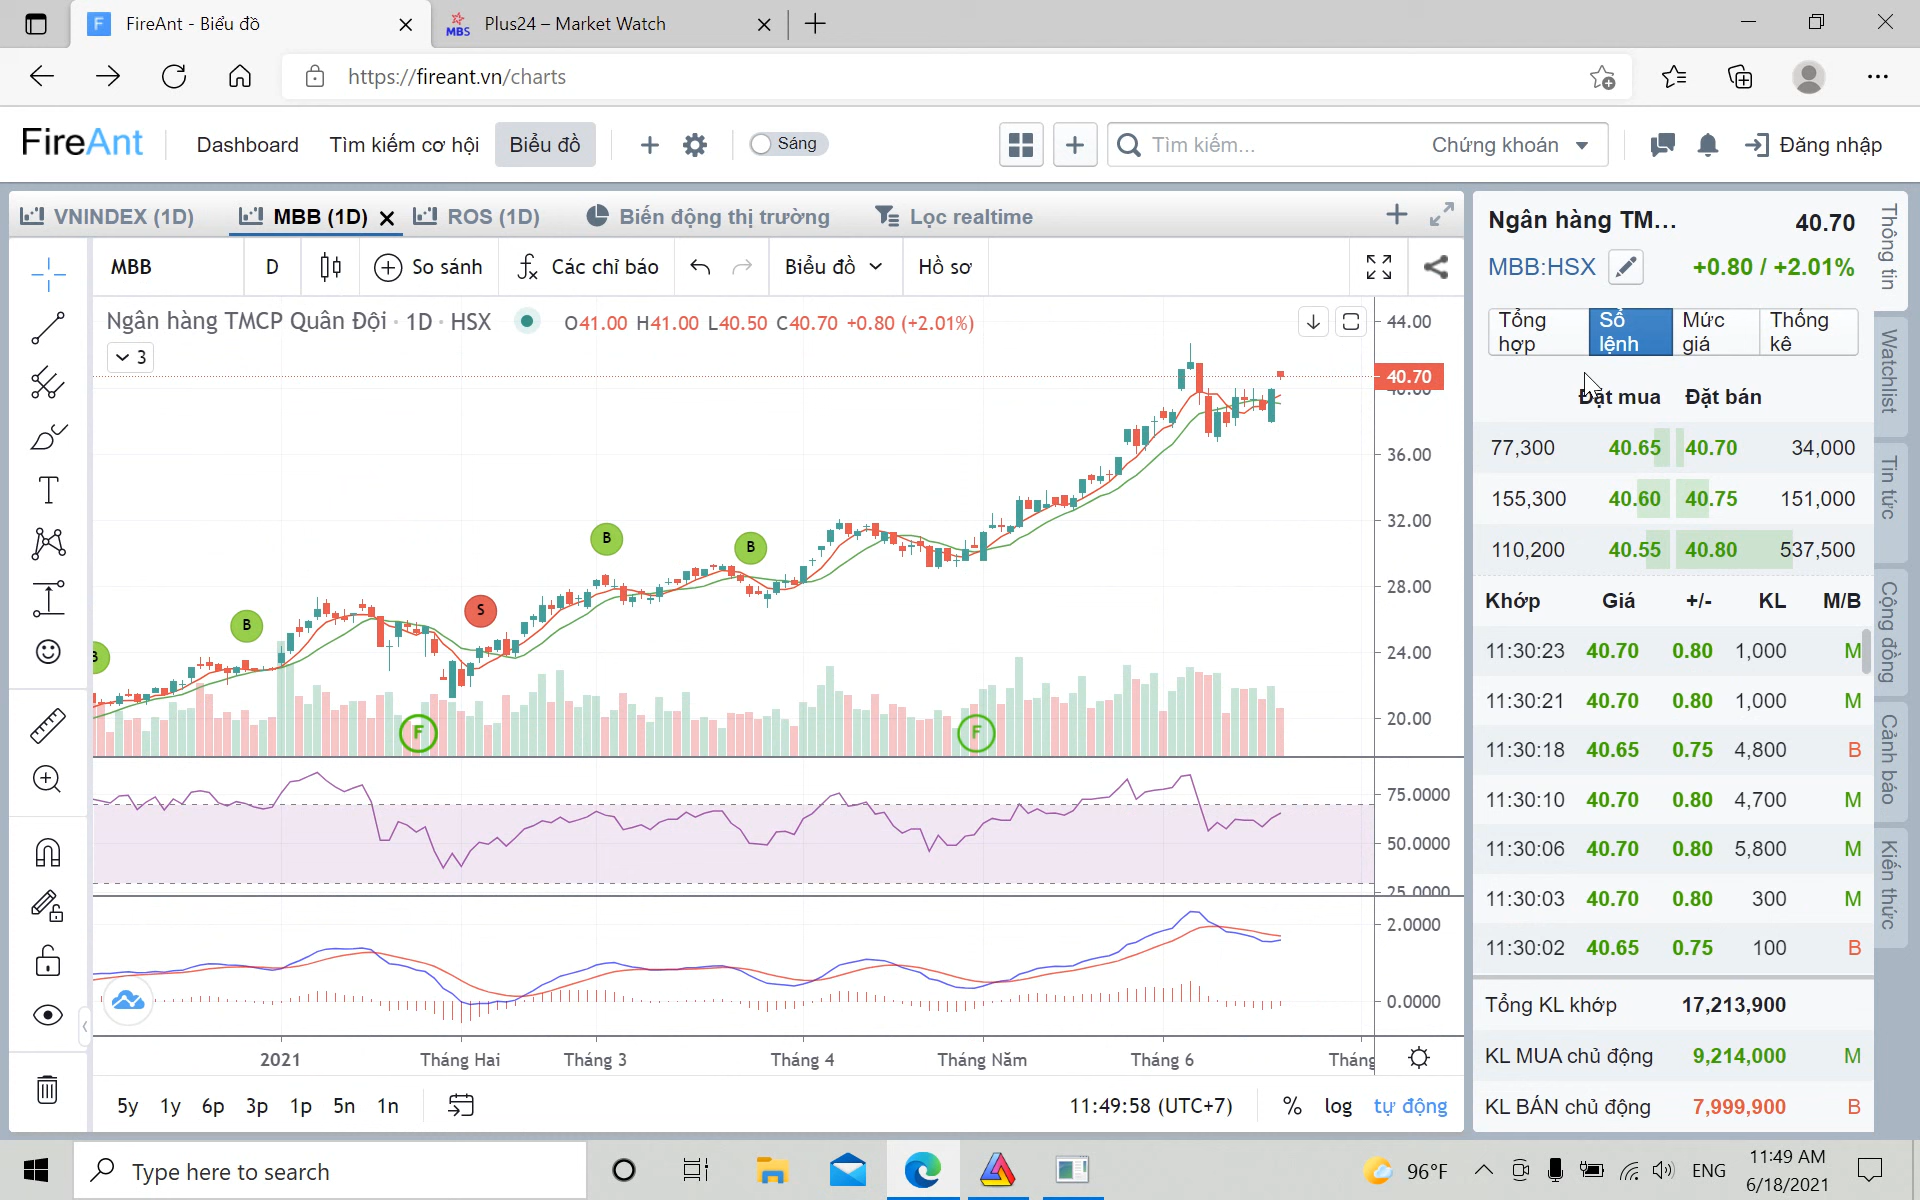 FireAnt - Biểu đồ
MBS
Plus24 – Market Watch
https://fireant.vn/charts
FireAnt
Dashboard
Tìm kiếm cơ hội
Biểu đồ
Sáng
Tìm kiếm...
Chứng khoán
Đăng nhập
VNINDEX (1D)
MBB (1D)
ROS (1D)
Biến động thị trường
Lọc realtime
MBB
D
So sánh
Các chỉ báo
Biểu đồ
Hồ sơ
Ngân hàng TMCP Quân Đội · 1D · HSX
O41.00 H41.00 L40.50 C40.70 +0.80 (+2.01%)
3
44.00
40.70
36.00
32.00
28.00
24.00
20.00
B
B
S
B
B
F
F
75.0000
50.0000
25.0000
2.0000
0.0000
2021
Tháng Hai
Tháng 3
Tháng 4
Tháng Năm
Tháng 6
Tháng
5y
1y
6p
3p
1p
5n
1n
11:49:58 (UTC+7)
%
log
tự động
Ngân hàng TM...
40.70
MBB:HSX
+0.80 / +2.01%
Tổng hợp
Sổ lệnh
Mức giá
Thống kê
Đặt mua Đặt bán
77,300 40.65 40.70 34,000
155,300 40.60 40.75 151,000
110,200 40.55 40.80 537,500
Khớp Giá +/- KL M/B
11:30:23 40.70 0.80 1,000 M
11:30:21 40.70 0.80 1,000 M
11:30:18 40.65 0.75 4,800 B
11:30:10 40.70 0.80 4,700 M
11:30:06 40.70 0.80 5,800 M
11:30:03 40.70 0.80 300 M
11:30:02 40.65 0.75 100 B
Tổng KL khớp 17,213,900
KL MUA chủ động 9,214,000 M
KL BÁN chủ động 7,999,900 B
Thông tin
Watchlist
Tin tức
Cộng đồng
Cảnh báo
Kiến thức
Type here to search
96°F
ENG
11:49 AM
6/18/2021